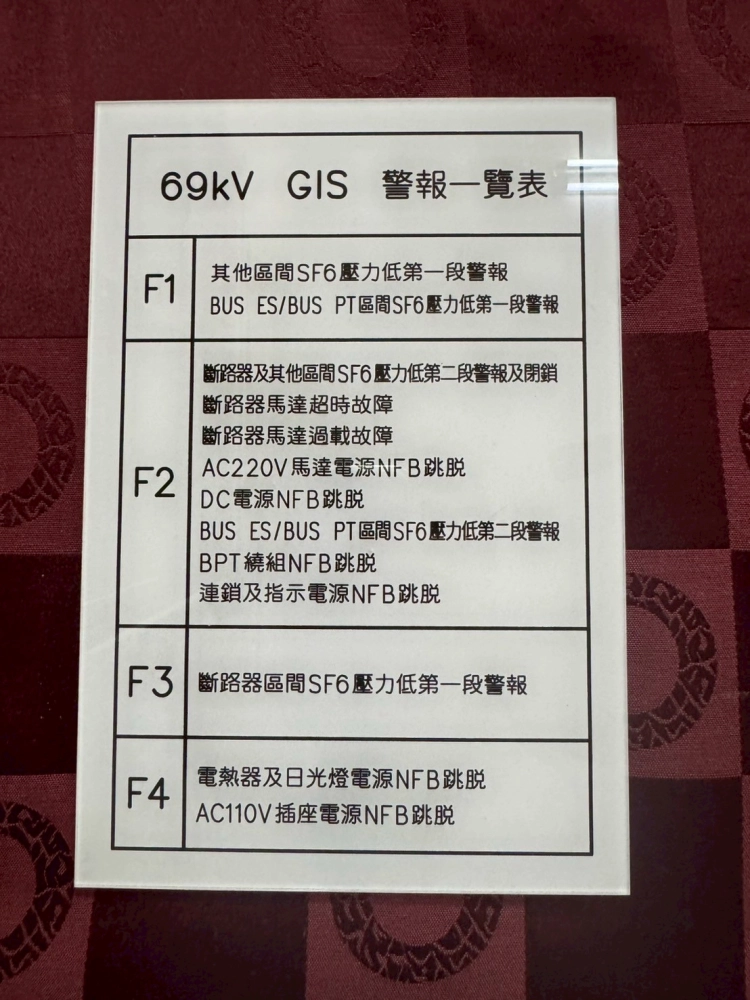 69kV GIS 警報一覽表
F1
其他區間SF6壓力低第一段警報
BUS ES/BUS PT區間SF6壓力低第一段警報
F2
斷路器及其他區間SF6壓力低第二段警報及閉鎖
斷路器馬達超時故障
斷路器馬達過載故障
AC220V馬達電源NFB跳脱
DC電源NFB跳脱
BUS ES/BUS PT區間SF6壓力低第二段警報
BPT繞組NFB跳脱
連鎖及指示電源NFB跳脱
F3
斷路器區間SF6壓力低第一段警報
F4
電熱器及日光燈電源NFB跳脱
AC110V插座電源NFB跳脱